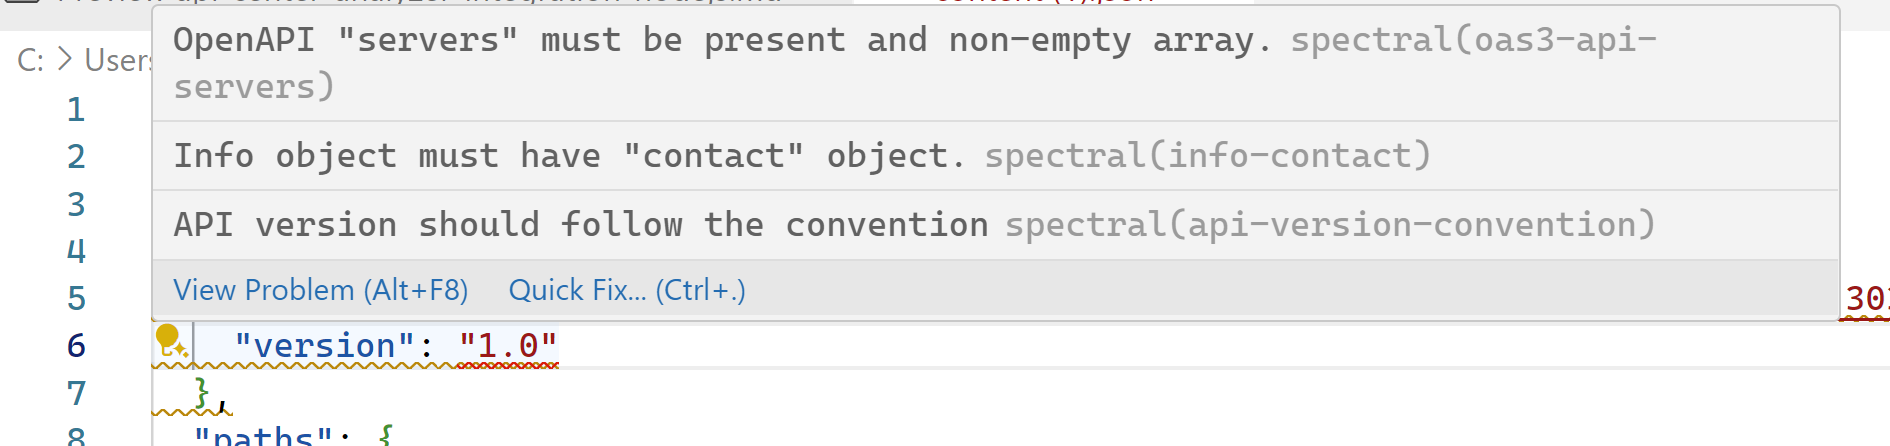 OpenAPI "servers" must be present and non-empty array. spectral(oas3-api-
servers)
C: > Users
1
2
3
4
5
6
7
8
Info object must have "contact" object. spectral(info-contact)
API version should follow the convention spectral(api-version-convention)
View Problem (Alt+F8) Quick Fix... (Ctrl+.)
"version": "1.0"
},
"paths": {